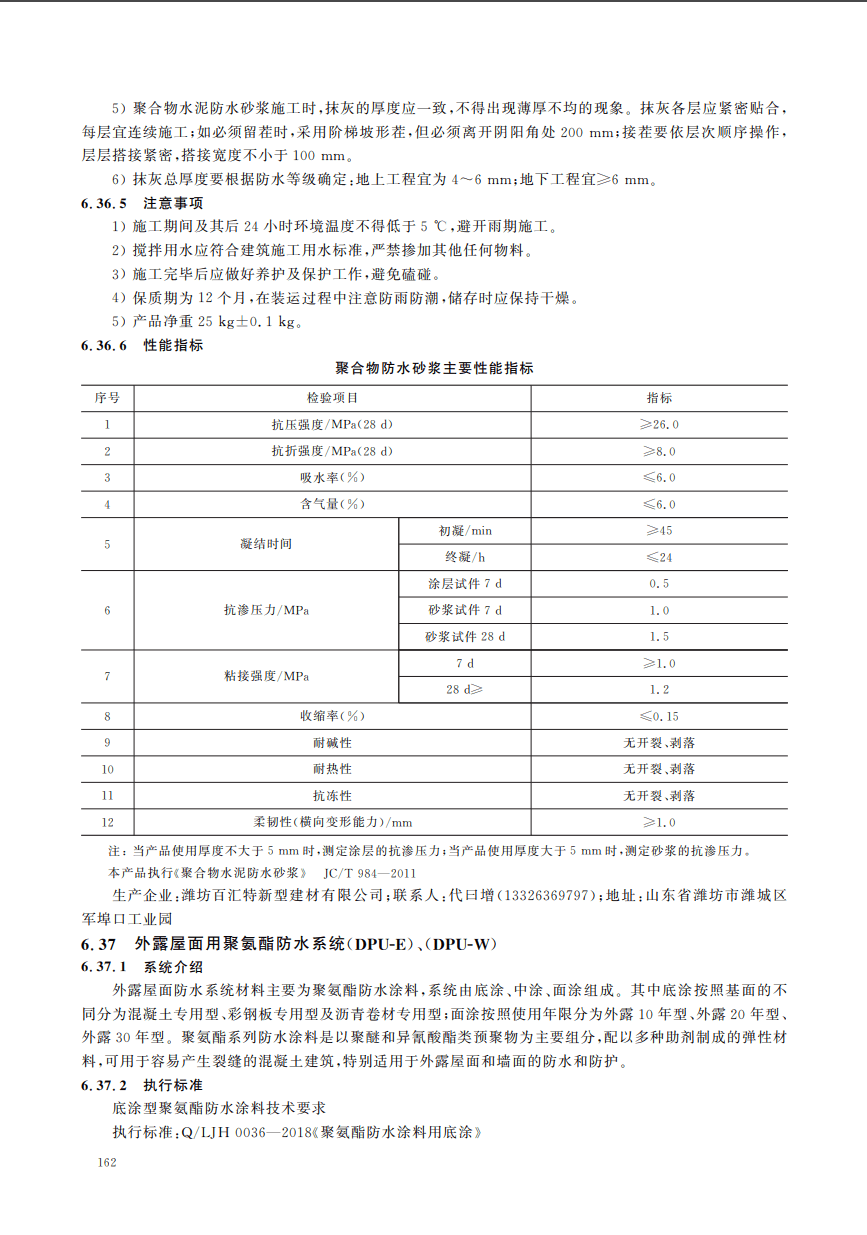 5）聚合物水泥防水砂浆施工时,抹灰的厚度应一致,不得出现薄厚不均的现象。抹灰各层应紧密贴合,
每层宜连续施工;如必须留茬时,采用阶梯坡形茬,但必须离开阴阳角处 200 mm;接茬要依层次顺序操作,
层层搭接紧密,搭接宽度不小于 100 mm。
6）抹灰总厚度要根据防水等级确定:地上工程宜为 4～6 mm;地下工程宜≥6 mm。
6.36.5 注意事项
1）施工期间及其后 24 小时环境温度不得低于 5 ℃,避开雨期施工。
2）搅拌用水应符合建筑施工用水标准,严禁掺加其他任何物料。
3）施工完毕后应做好养护及保护工作,避免磕碰。
4）保质期为 12 个月,在装运过程中注意防雨防潮,储存时应保持干燥。
5）产品净重 25 kg±0.1 kg。
6.36.6 性能指标
聚合物防水砂浆主要性能指标
序号 检验项目 指标
1 抗压强度/MPa(28 d) ≥26.0
2 抗折强度/MPa(28 d) ≥8.0
3 吸水率(%) ≤6.0
4 含气量(%) ≤6.0
5 凝结时间 初凝/min ≥45
终凝/h ≤24
6 抗渗压力/MPa 涂层试件 7 d 0.5
砂浆试件 7 d 1.0
砂浆试件 28 d 1.5
7 粘接强度/MPa 7 d ≥1.0
28 d≥ 1.2
8 收缩率(%) ≤0.15
9 耐碱性 无开裂、剥落
10 耐热性 无开裂、剥落
11 抗冻性 无开裂、剥落
12 柔韧性(横向变形能力)/mm ≥1.0
注: 当产品使用厚度不大于 5 mm 时,测定涂层的抗渗压力;当产品使用厚度大于 5 mm 时,测定砂浆的抗渗压力。
本产品执行《聚合物水泥防水砂浆》 JC/T 984—2011
生产企业:潍坊百汇特新型建材有限公司;联系人:代日增(13326369797);地址:山东省潍坊市潍城区
军埠口工业园
6.37 外露屋面用聚氨酯防水系统(DPU-E)、(DPU-W)
6.37.1 系统介绍
外露屋面防水系统材料主要为聚氨酯防水涂料,系统由底涂、中涂、面涂组成。其中底涂按照基面的不
同分为混凝土专用型、彩钢板专用型及沥青卷材专用型;面涂按照使用年限分为外露 10 年型、外露 20 年型、
外露 30 年型。聚氨酯系列防水涂料是以聚醚和异氰酸酯类预聚物为主要组分,配以多种助剂制成的弹性材
料,可用于容易产生裂缝的混凝土建筑,特别适用于外露屋面和墙面的防水和防护。
6.37.2 执行标准
底涂型聚氨酯防水涂料技术要求
执行标准:Q/LJH 0036—2018《聚氨酯防水涂料用底涂》
162